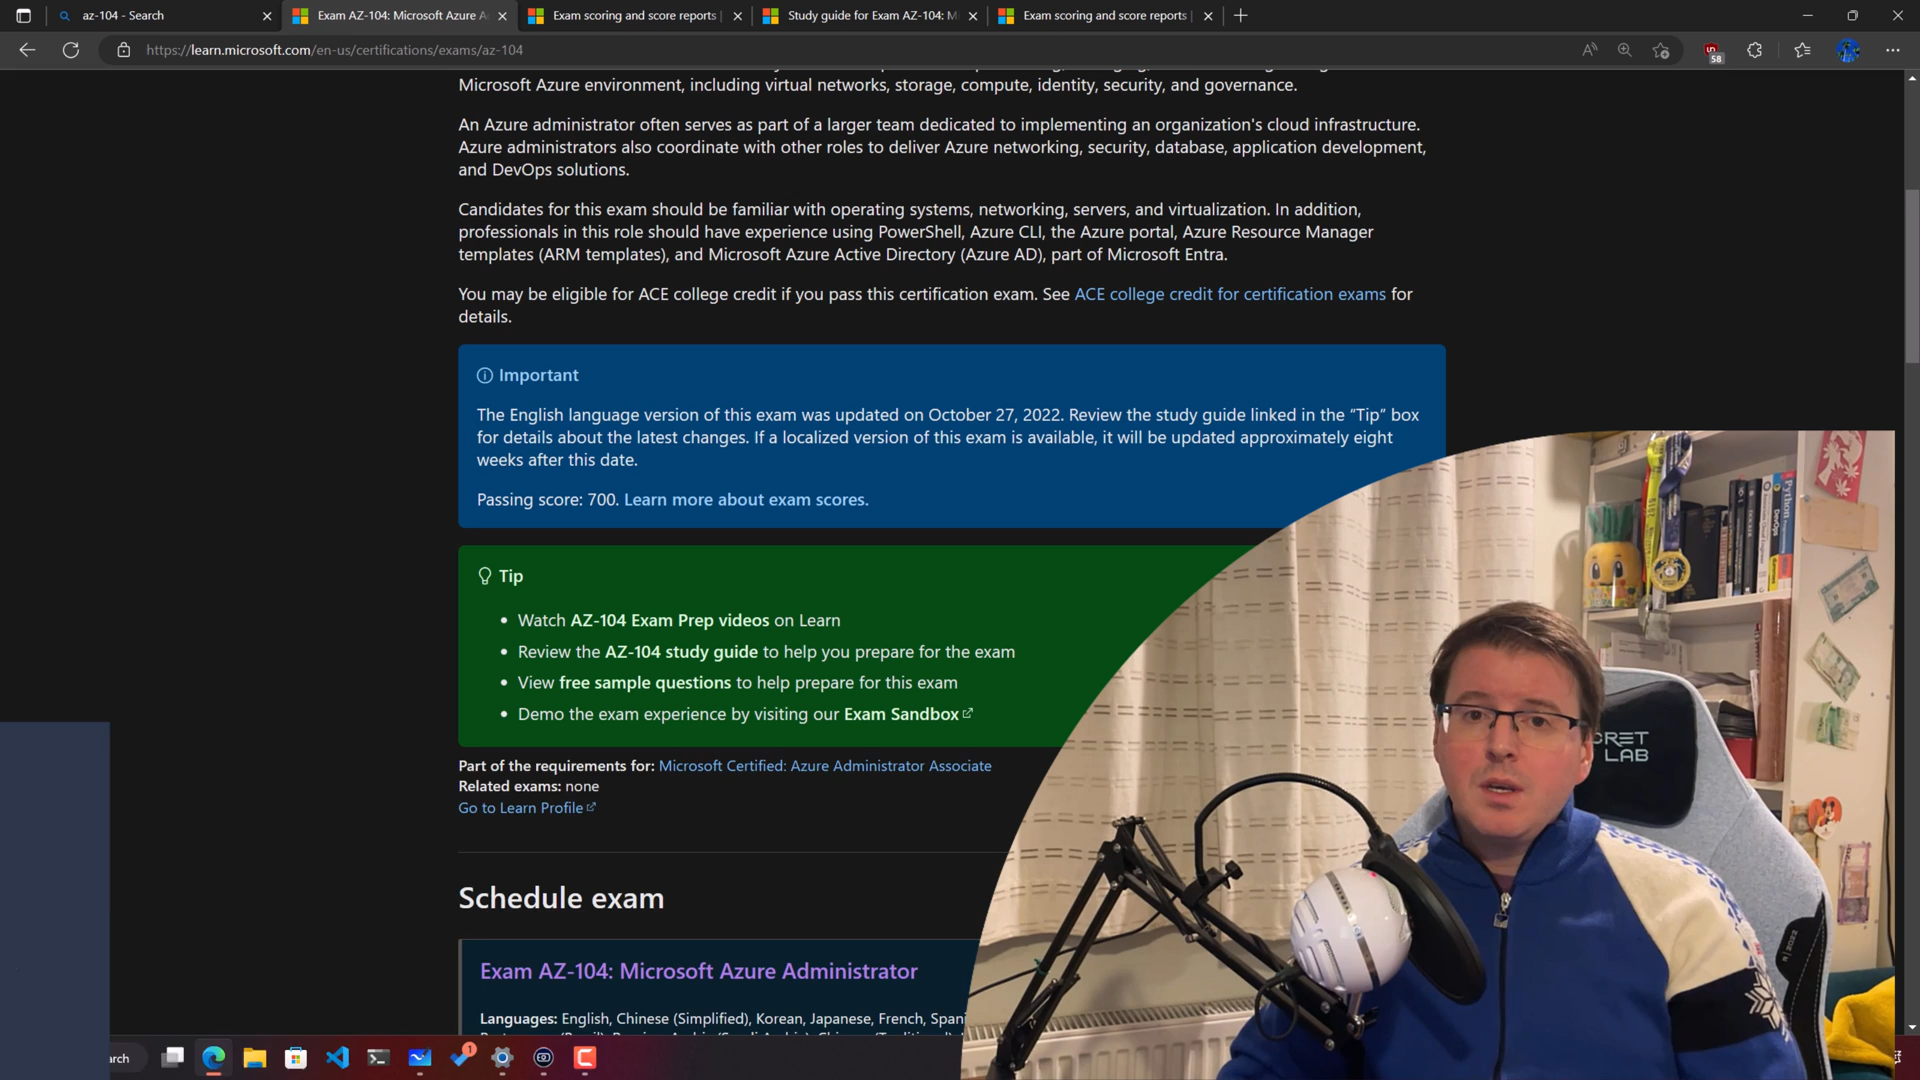 az-104 - Search
Exam AZ-104: Microsoft Azure A
Exam scoring and score reports
Study guide for Exam AZ-104: M
Exam scoring and score reports
https://learn.microsoft.com/en-us/certifications/exams/az-104
58
Microsoft Azure environment, including virtual networks, storage, compute, identity, security, and governance.
An Azure administrator often serves as part of a larger team dedicated to implementing an organization's cloud infrastructure.
Azure administrators also coordinate with other roles to deliver Azure networking, security, database, application development,
and DevOps solutions.
Candidates for this exam should be familiar with operating systems, networking, servers, and virtualization. In addition,
professionals in this role should have experience using PowerShell, Azure CLI, the Azure portal, Azure Resource Manager
templates (ARM templates), and Microsoft Azure Active Directory (Azure AD), part of Microsoft Entra.
You may be eligible for ACE college credit if you pass this certification exam. See ACE college credit for certification exams for
details.
Important
The English language version of this exam was updated on October 27, 2022. Review the study guide linked in the “Tip” box
for details about the latest changes. If a localized version of this exam is available, it will be updated approximately eight
weeks after this date.
Passing score: 700. Learn more about exam scores.
Tip
• Watch AZ-104 Exam Prep videos on Learn
• Review the AZ-104 study guide to help you prepare for the exam
• View free sample questions to help prepare for this exam
• Demo the exam experience by visiting our Exam Sandbox
Part of the requirements for: Microsoft Certified: Azure Administrator Associate
Related exams: none
Go to Learn Profile
Schedule exam
Exam AZ-104: Microsoft Azure Administrator
Languages: English, Chinese (Simplified), Korean, Japanese, French, Spani
arch
1
CRET
LAB
Python
DevOps